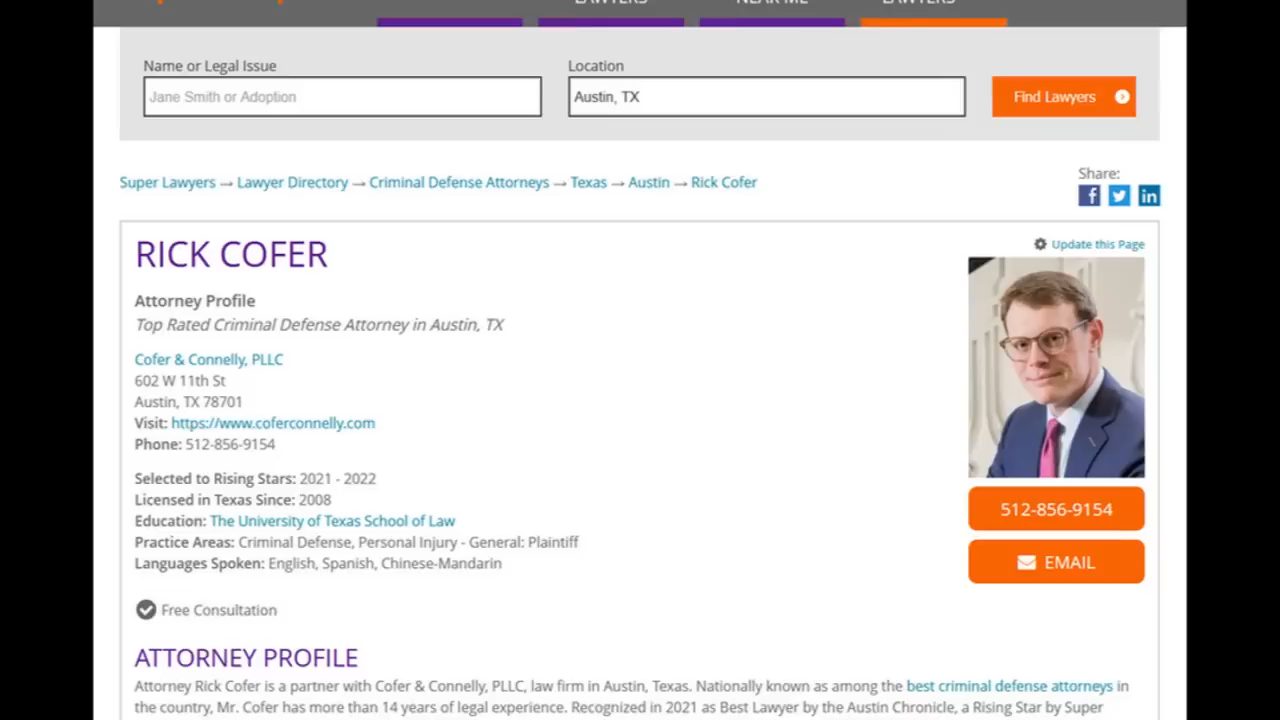 Name or Legal Issue
Location
Jane Smith or Adoption
Austin, TX
Find Lawyers
Super Lawyers → Lawyer Directory → Criminal Defense Attorneys → Texas → Austin → Rick Cofer
Share:
RICK COFER
Update this Page
Attorney Profile
Top Rated Criminal Defense Attorney in Austin, TX
Cofer & Connelly, PLLC
602 W 11th St
Austin, TX 78701
Visit: https://www.coferconnelly.com
Phone: 512-856-9154
Selected to Rising Stars: 2021 - 2022
Licensed in Texas Since: 2008
Education: The University of Texas School of Law
Practice Areas: Criminal Defense, Personal Injury - General: Plaintiff
Languages Spoken: English, Spanish, Chinese-Mandarin
512-856-9154
EMAIL
Free Consultation
ATTORNEY PROFILE
Attorney Rick Cofer is a partner with Cofer & Connelly, PLLC, law firm in Austin, Texas. Nationally known as among the best criminal defense attorneys in
the country, Mr. Cofer has more than 14 years of legal experience. Recognized in 2021 as Best Lawyer by the Austin Chronicle, a Rising Star by Super